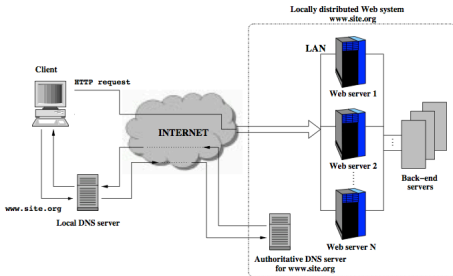 Locally distributed Web system
www.site.org
LAN
Client
HTTP request
Web server 1
INTERNET
Web server 2
Back-end
servers
www.site.org
Local DNS server
Web server N
Authoritative DNS server
for www.site.org